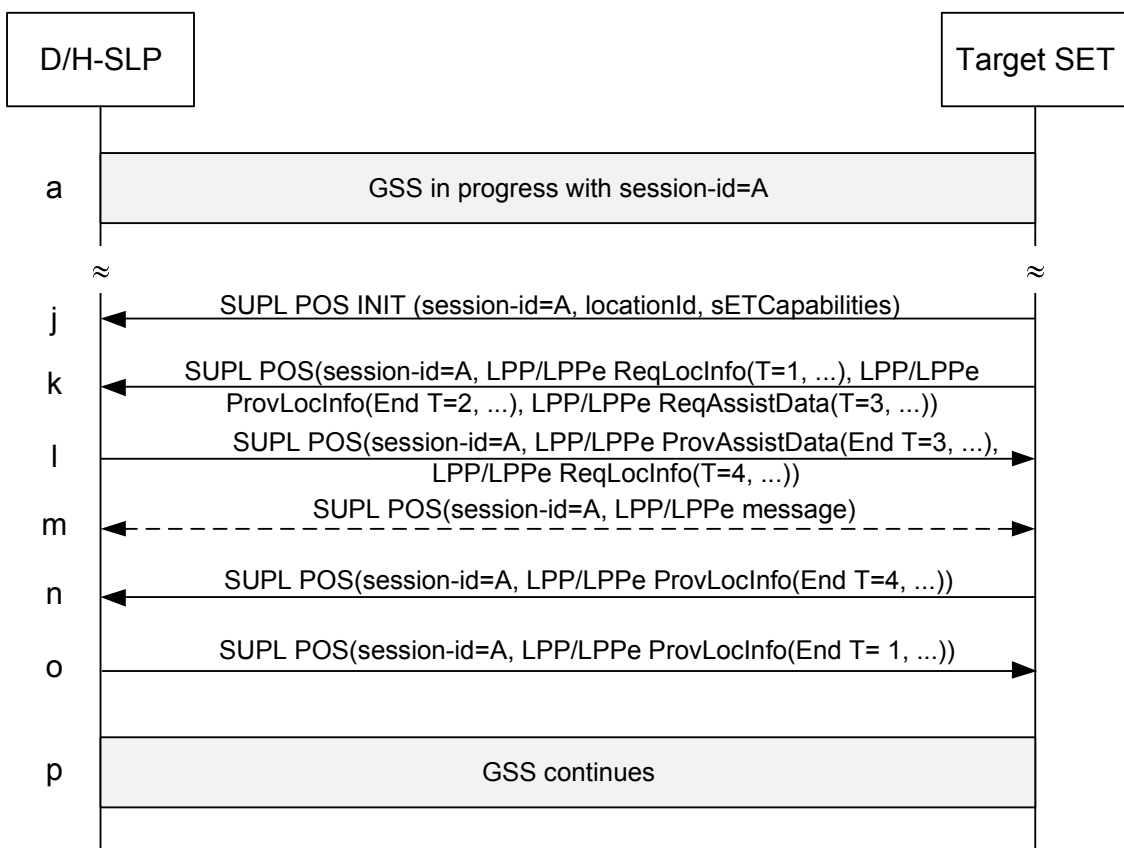 D/H-SLP
Target SET
a
GSS in progress with session-id=A
≈
≈
j
SUPL POS INIT (session-id=A, locationId, sETCapabilities)
k
SUPL POS(session-id=A, LPP/LPPe ReqLocInfo(T=1, ...), LPP/LPPe
ProvLocInfo(End T=2, ...), LPP/LPPe ReqAssistData(T=3, ...))
l
SUPL POS(session-id=A, LPP/LPPe ProvAssistData(End T=3, ...),
LPP/LPPe ReqLocInfo(T=4, ...))
m
SUPL POS(session-id=A, LPP/LPPe message)
n
SUPL POS(session-id=A, LPP/LPPe ProvLocInfo(End T=4, ...))
o
SUPL POS(session-id=A, LPP/LPPe ProvLocInfo(End T= 1, ...))
p
GSS continues